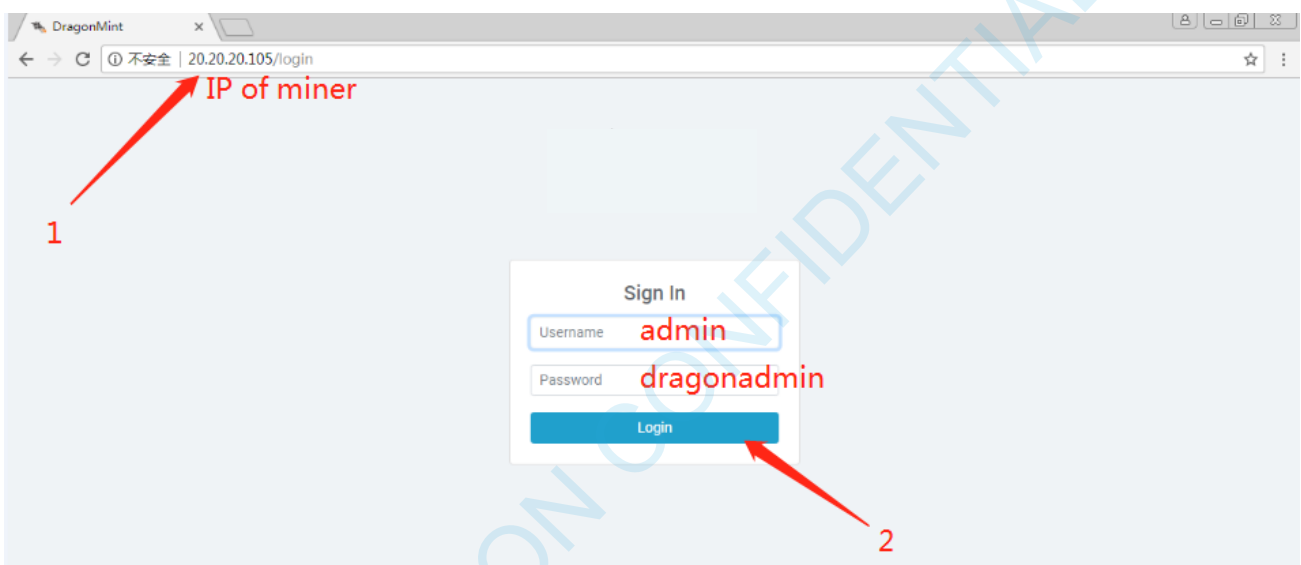 DragonMint
不安全 | 20.20.20.105/login
IP of miner
1
Sign In
Username admin
Password dragonadmin
Login
2
ON CONFIDENTIAL